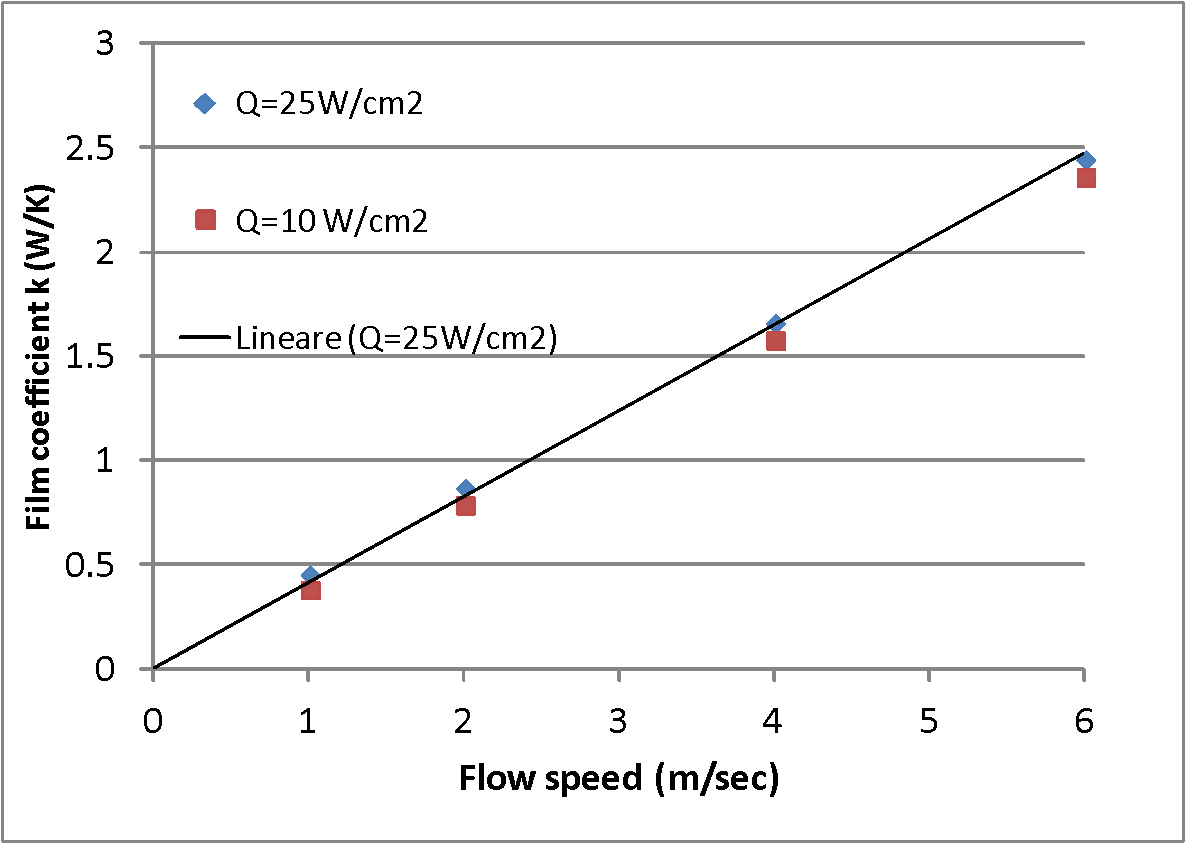 3
Q=25W/cm2
2.5
Q=10 W/cm2
2
Lineare (Q=25W/cm2)
1.5
1
0.5
0
Film coefficient k (W/K)
0 1 2 3 4 5 6
Flow speed (m/sec)